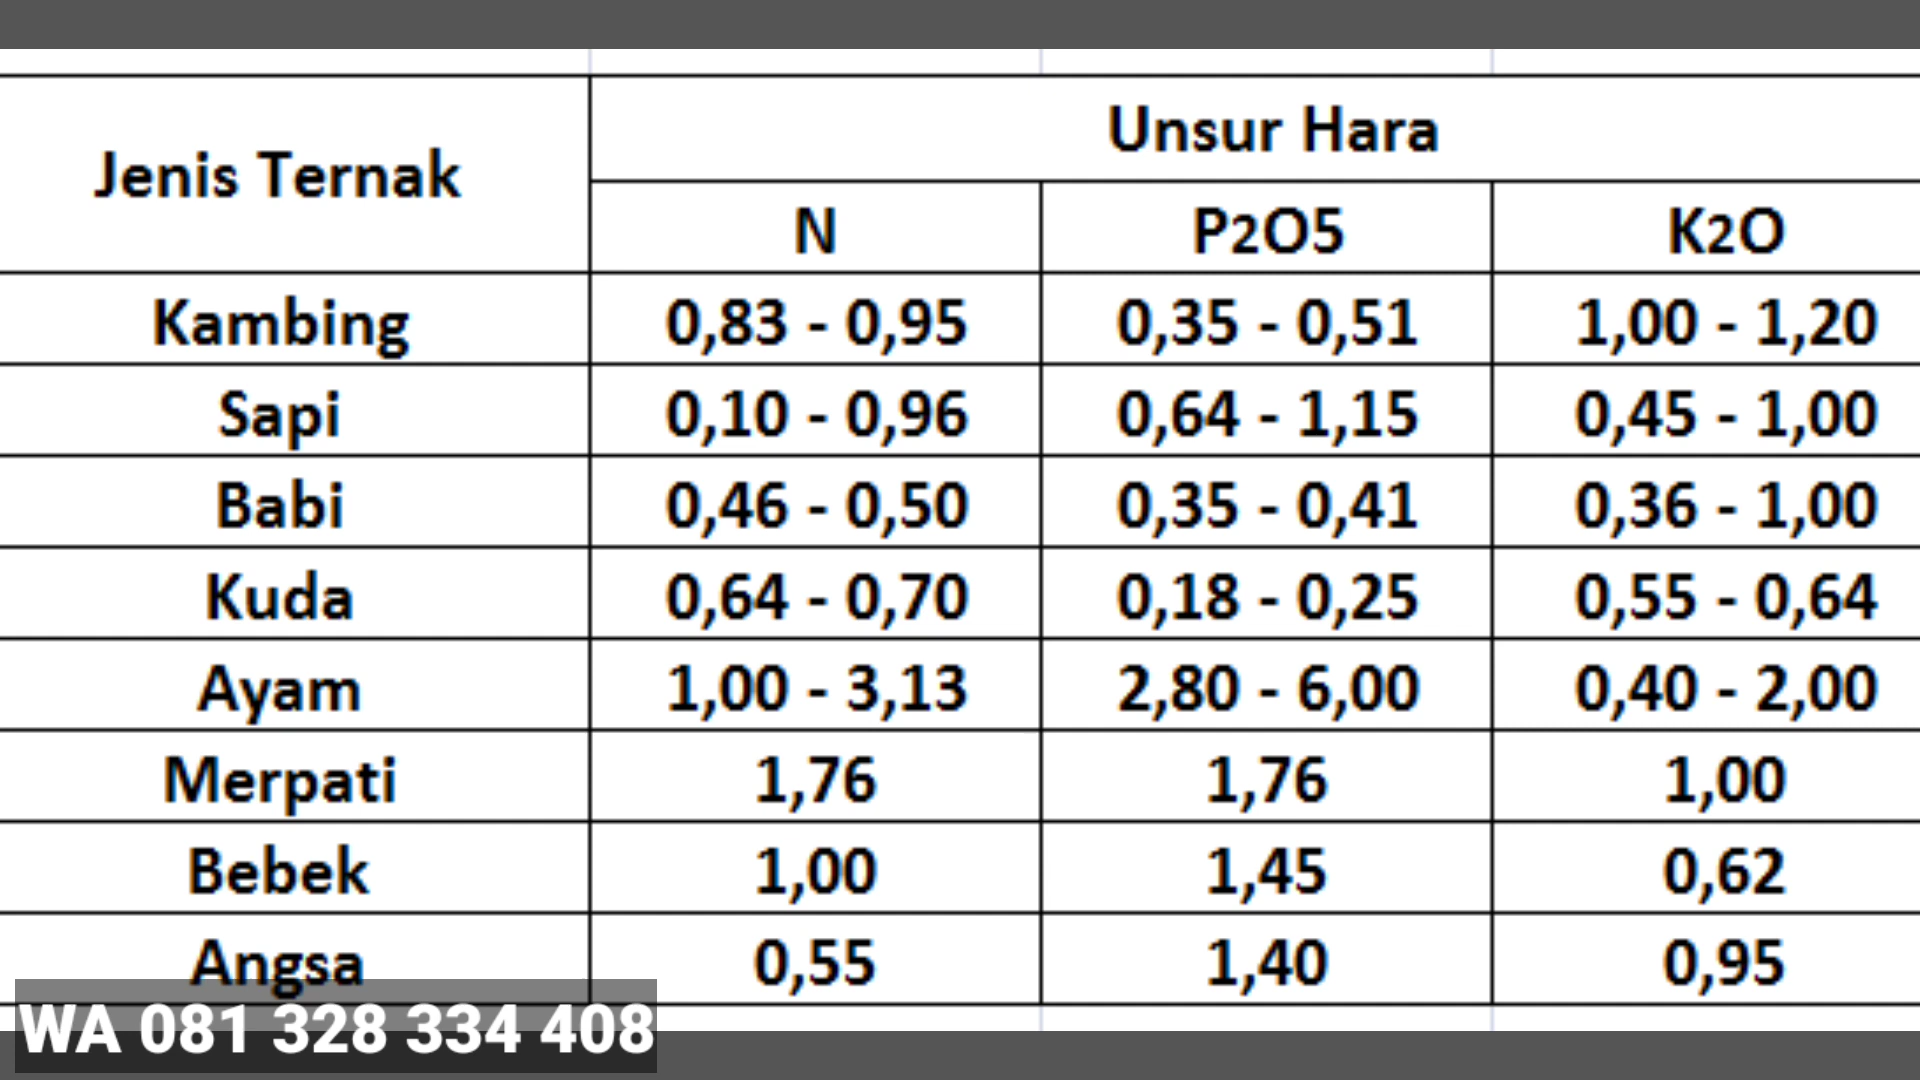 Jenis Ternak
Unsur Hara
N P2O5 K2O
Kambing 0,83 - 0,95 0,35 - 0,51 1,00 - 1,20
Sapi 0,10 - 0,96 0,64 - 1,15 0,45 - 1,00
Babi 0,46 - 0,50 0,35 - 0,41 0,36 - 1,00
Kuda 0,64 - 0,70 0,18 - 0,25 0,55 - 0,64
Ayam 1,00 - 3,13 2,80 - 6,00 0,40 - 2,00
Merpati 1,76 1,76 1,00
Bebek 1,00 1,45 0,62
Angsa 0,55 1,40 0,95
WA 081 328 334 408